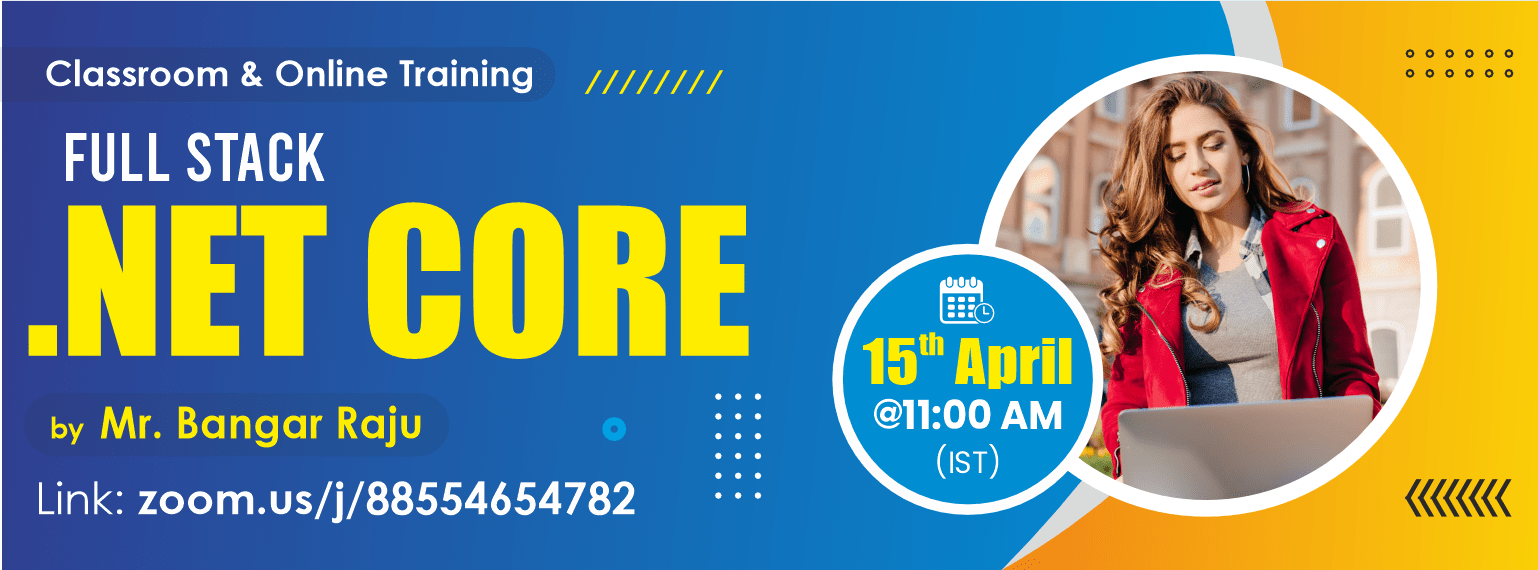 Classroom & Online Training
FULL STACK
.NET CORE
by Mr. Bangar Raju
Link: zoom.us/j/88554654782
15th April
@11:00 AM
(IST)